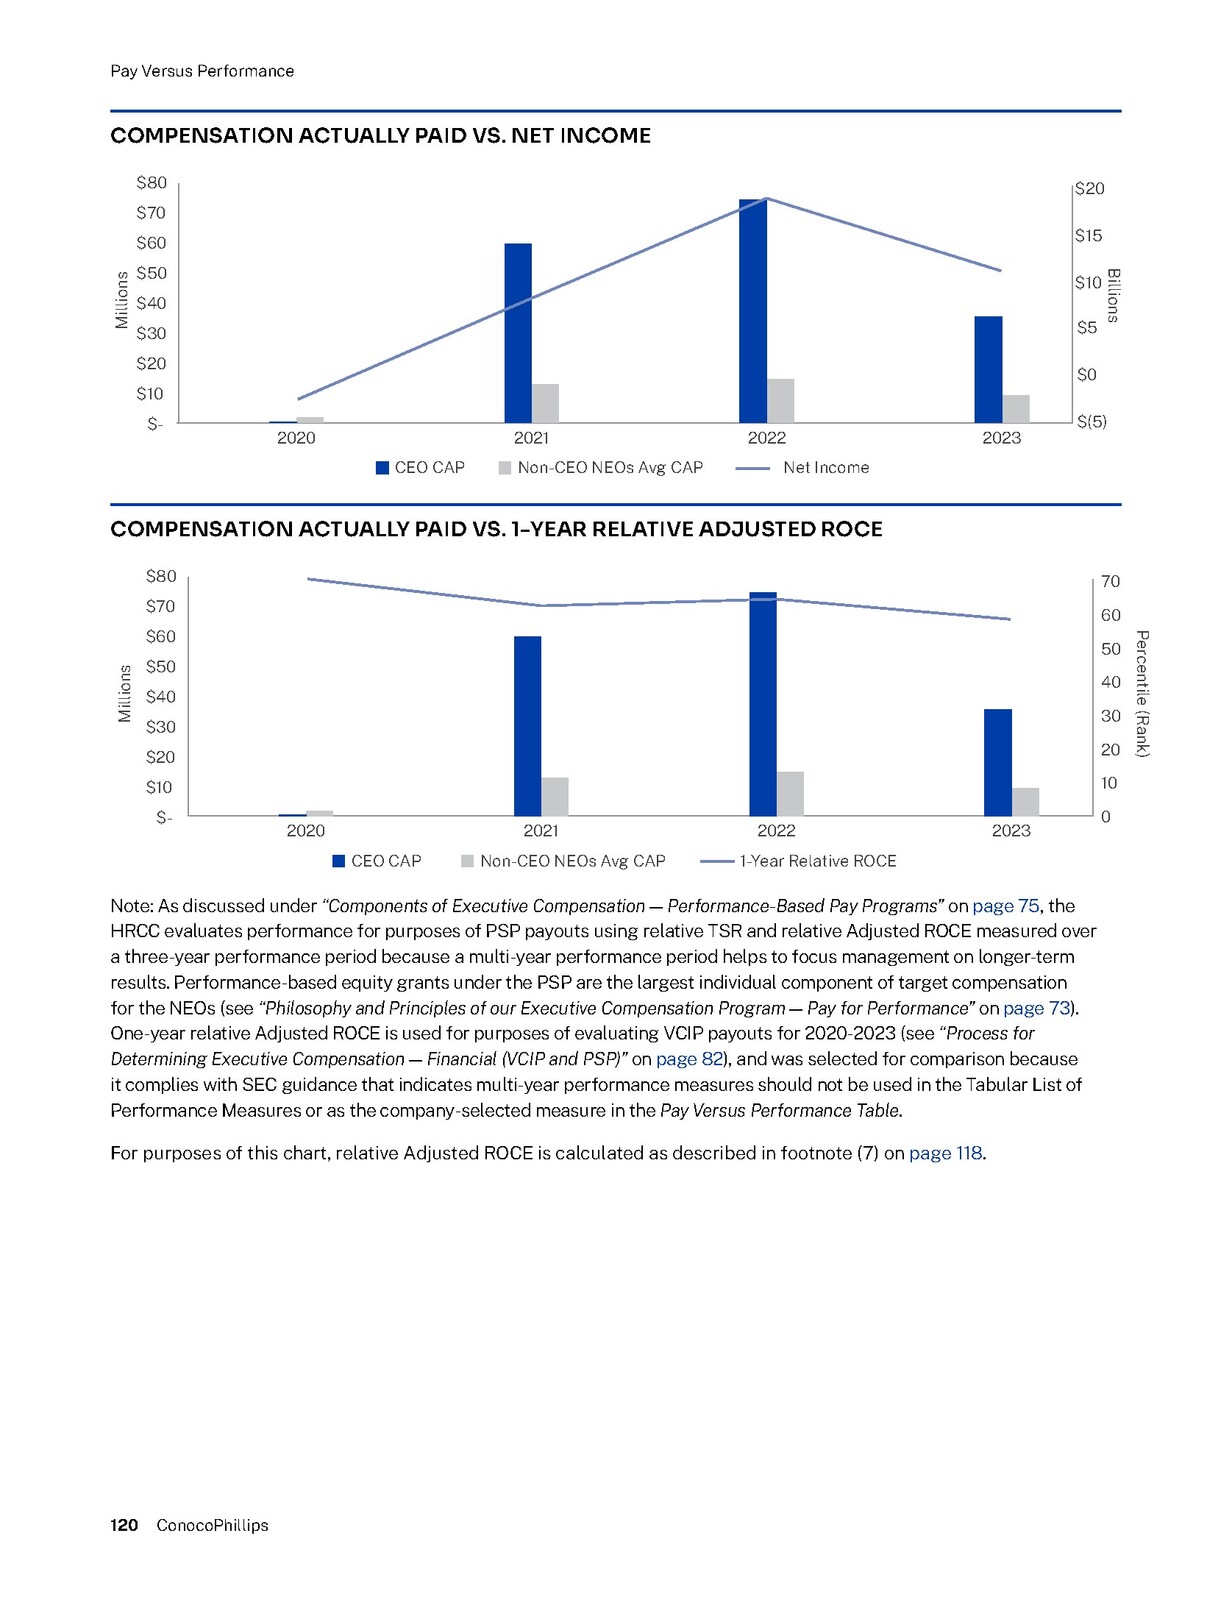 Pay Versus Performance
COMPENSATION ACTUALLY PAID VS. NET INCOME
$80
$70
$60
$50
$40
$30
$20
$10
$-
Millions
$20
$15
$10
$5
$0
$(5)
Billions
2020 2021 2022 2023
CEO CAP Non-CEO NEOs Avg CAP Net Income
COMPENSATION ACTUALLY PAID VS. 1-YEAR RELATIVE ADJUSTED ROCE
$80
$70
$60
$50
$40
$30
$20
$10
$-
Millions
70
60
50
40
30
20
10
0
Percentile (Rank)
2020 2021 2022 2023
CEO CAP Non-CEO NEOs Avg CAP 1-Year Relative ROCE
Note: As discussed under “Components of Executive Compensation — Performance-Based Pay Programs” on page 75, the
HRCC evaluates performance for purposes of PSP payouts using relative TSR and relative Adjusted ROCE measured over
a three-year performance period because a multi-year performance period helps to focus management on longer-term
results. Performance-based equity grants under the PSP are the largest individual component of target compensation
for the NEOs (see “Philosophy and Principles of our Executive Compensation Program — Pay for Performance” on page 73).
One-year relative Adjusted ROCE is used for purposes of evaluating VCIP payouts for 2020-2023 (see “Process for
Determining Executive Compensation — Financial (VCIP and PSP)” on page 82), and was selected for comparison because
it complies with SEC guidance that indicates multi-year performance measures should not be used in the Tabular List of
Performance Measures or as the company-selected measure in the Pay Versus Performance Table.
For purposes of this chart, relative Adjusted ROCE is calculated as described in footnote (7) on page 118.
120 ConocoPhillips